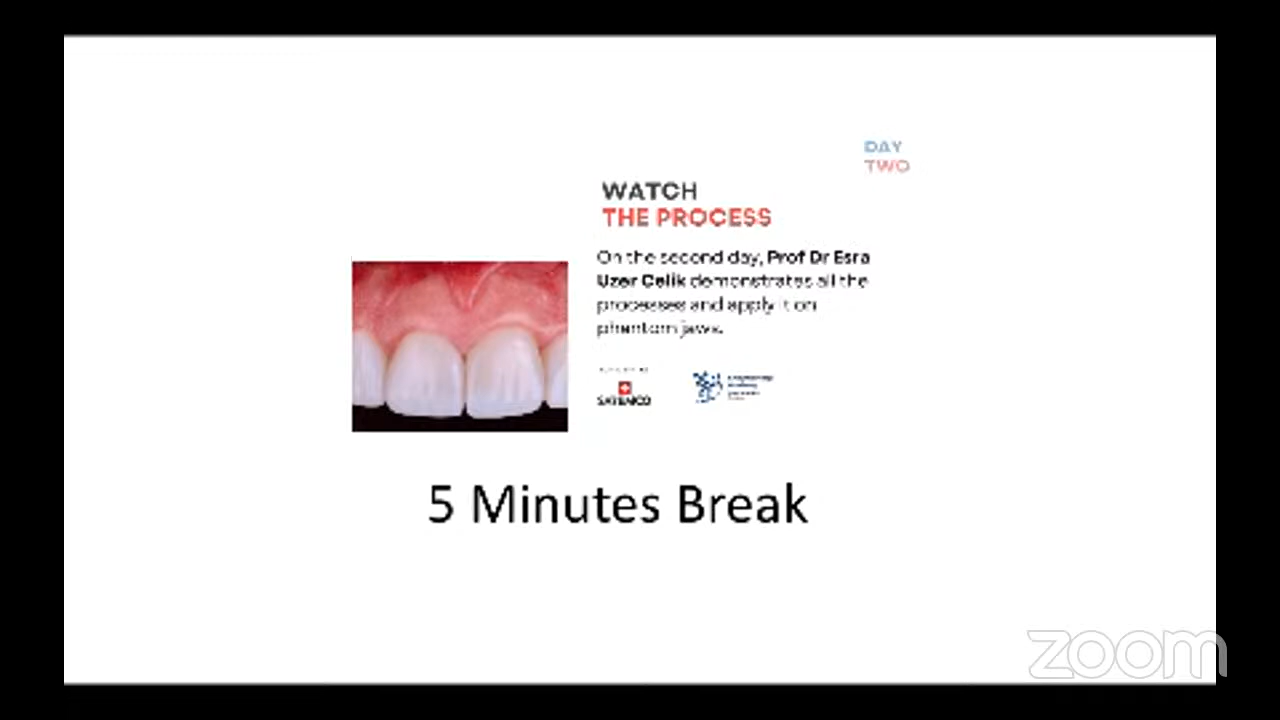 DAY
TWO
WATCH
THE PROCESS
On the second day, Prof Dr Esra
Uzer Celik demonstrates all the
processes and apply it on
phantom jaws.
5 Minutes Break
zoom